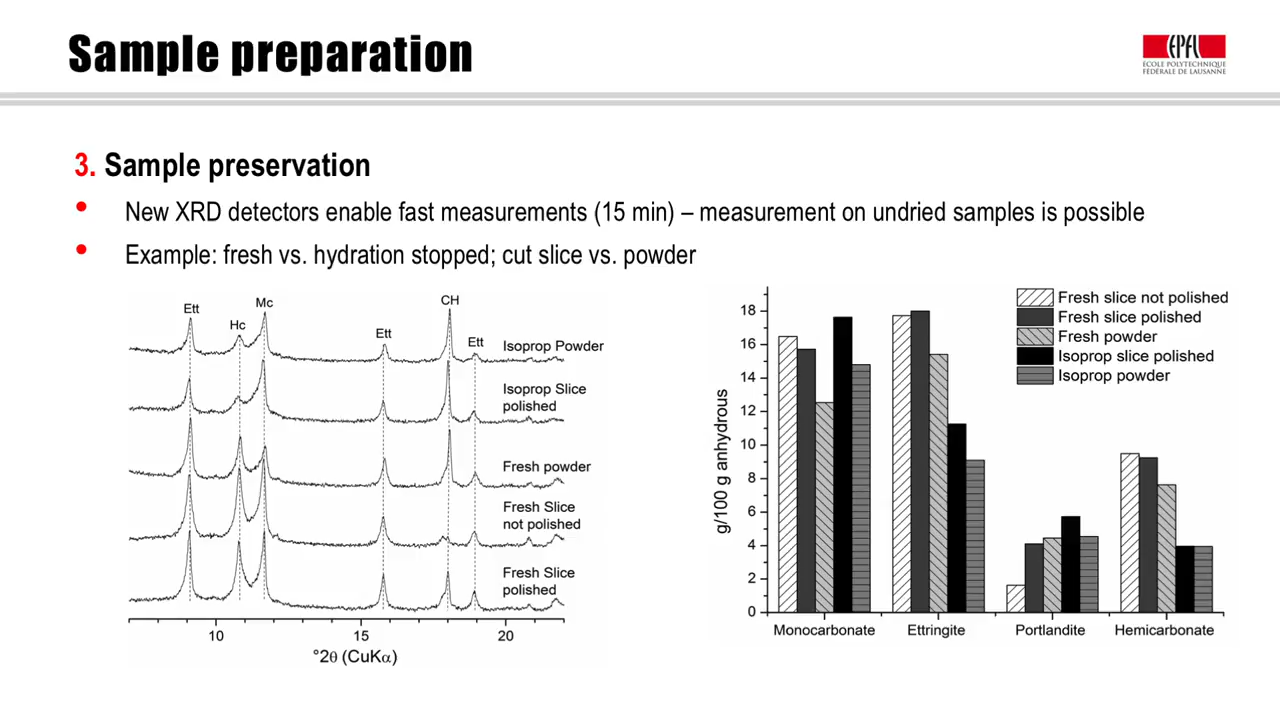 Sample preparation
EPFL
ÉCOLE POLYTECHNIQUE
FÉDÉRALE DE LAUSANNE
3. Sample preservation
• New XRD detectors enable fast measurements (15 min) – measurement on undried samples is possible
• Example: fresh vs. hydration stopped; cut slice vs. powder
Ett
Hc
Mc
Ett
CH
Ett
Isoprop Powder
Isoprop Slice
polished
Fresh powder
Fresh Slice
not polished
Fresh Slice
polished
10
15
20
°2θ (CuKα)
g/100 g anhydrous
18
16
14
12
10
8
6
4
2
0
Fresh slice not polished
Fresh slice polished
Fresh powder
Isoprop slice polished
Isoprop powder
Monocarbonate
Ettringite
Portlandite
Hemicarbonate